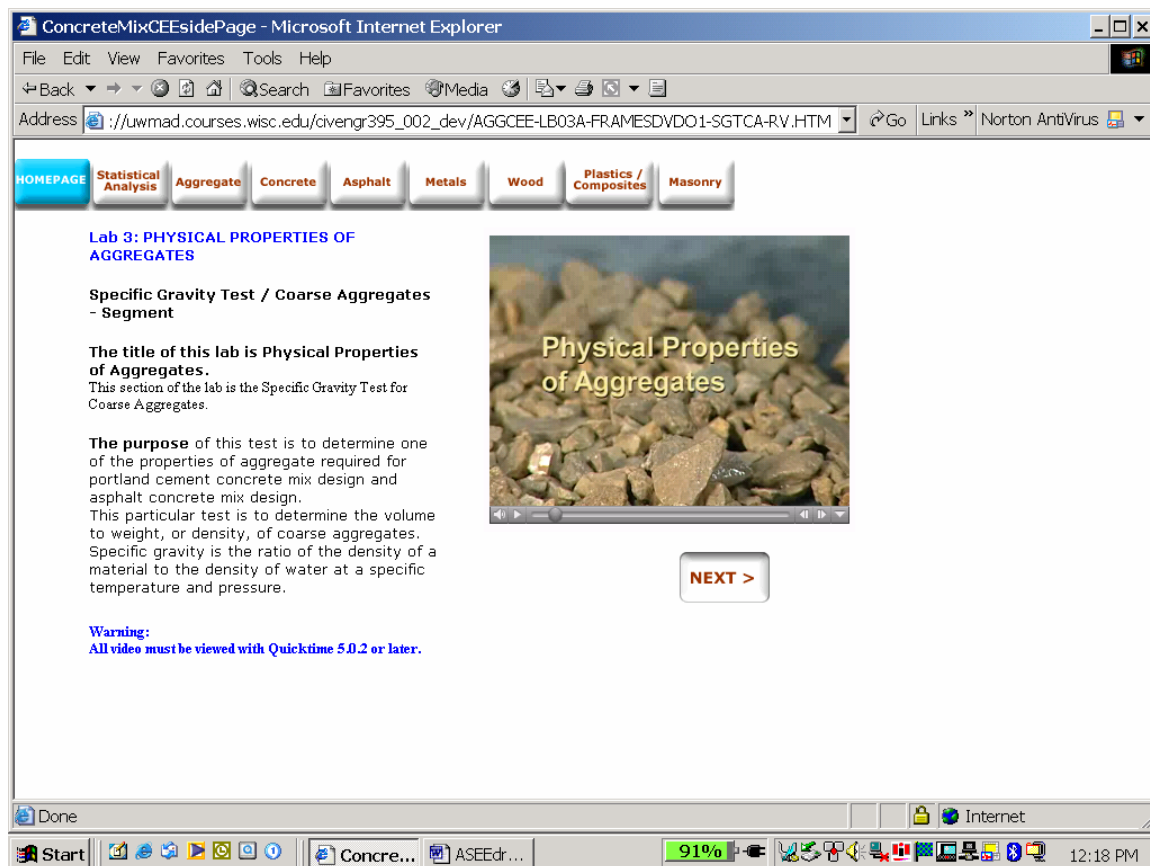 ConcreteMixCEEsidePage - Microsoft Internet Explorer
File Edit View Favorites Tools Help
Back Search Favorites Media
Address ://uwmad.courses.wisc.edu/civengr395_002_dev/AGGCEE-LB03A-FRAMESDVDO1-SGTCA-RV.HTM Go Links » Norton AntiVirus
HOMEPAGE Statistical Analysis Aggregate Concrete Asphalt Metals Wood Plastics / Composites Masonry
Lab 3: PHYSICAL PROPERTIES OF
AGGREGATES
Specific Gravity Test / Coarse Aggregates
- Segment
The title of this lab is Physical Properties
of Aggregates.
This section of the lab is the Specific Gravity Test for
Coarse Aggregates.
The purpose of this test is to determine one
of the properties of aggregate required for
portland cement concrete mix design and
asphalt concrete mix design.
This particular test is to determine the volume
to weight, or density, of coarse aggregates.
Specific gravity is the ratio of the density of a
material to the density of water at a specific
temperature and pressure.
Warning:
All video must be viewed with Quicktime 5.0.2 or later.
Physical Properties
of Aggregates
NEXT >
Done Internet
Start Concre... ASEEdr... 91% 12:18 PM